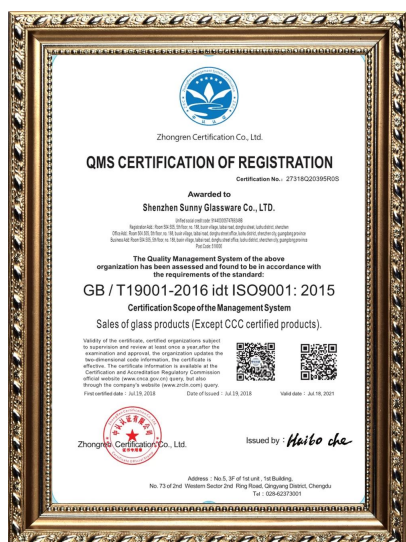 Zhongren Certification Co., Ltd.
QMS CERTIFICATION OF REGISTRATION
Certification No.: 27318Q20395R0S
Awarded to
Shenzhen Sunny Glassware Co., LTD.
The Quality Management System of the above
organization has been assessed and found to be in accordance with
the requirements of the standard:
GB / T19001-2016 idt ISO9001: 2015
Certification Scope of the Management System
Sales of glass products (Except CCC certified products).
Validity of the certificate, certified organizations subject
to supervision and review at least once a year,after the
examination and approval, the organization updates the
two-dimensional code information, the certificate is
effective. The certificate information is available at the
Certification and Accreditation Regulatory Commission
official website (www.cnca.gov.cn) query, but also
through the company's website (www.zrcln.com) query.
First certified date : Jul.19, 2018 Date of Issued : Jul.19, 2018 Valid date : Jul.19, 2021
Zhongren Certification Co., Ltd.
Issued by : Haibo che
Address : No.5, 3F of 1st unit , 1st Building,
No. 73 of 2nd Western Sector 2nd Ring Road, Qingyang District, Chengdu
Tel : 028-62373001